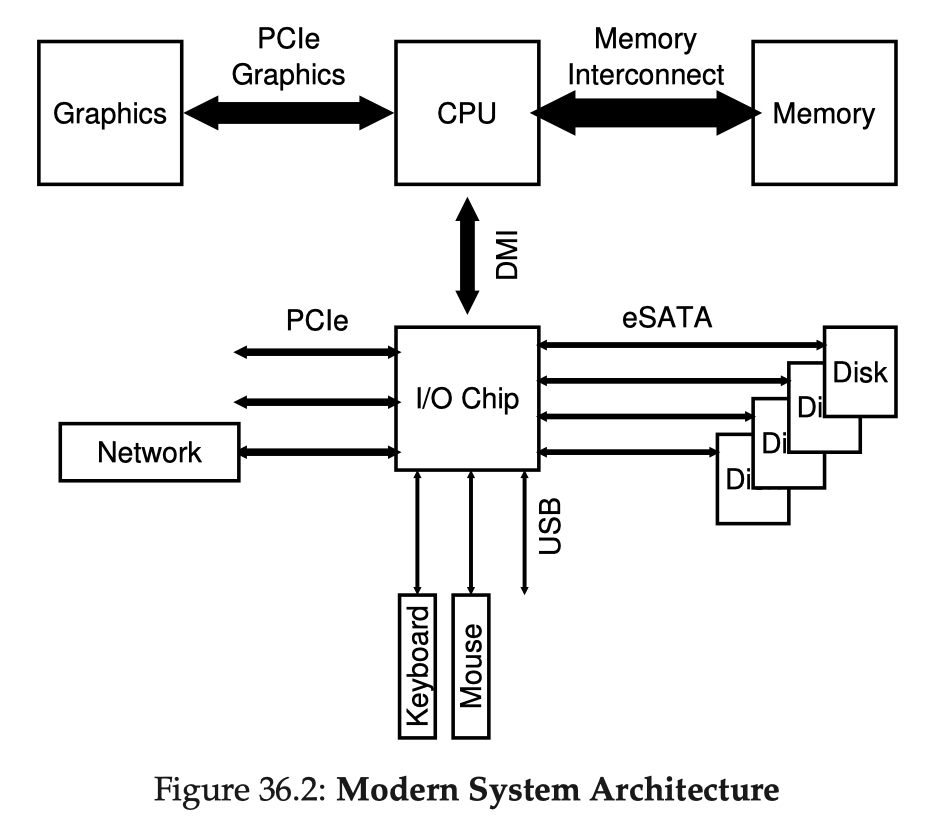 PCIe
Graphics
Memory
Interconnect
Graphics
CPU
Memory
DMI
PCIe
eSATA
I/O Chip
Disk
Di
Di
Di
Network
USB
Keyboard
Mouse
Figure 36.2: Modern System Architecture